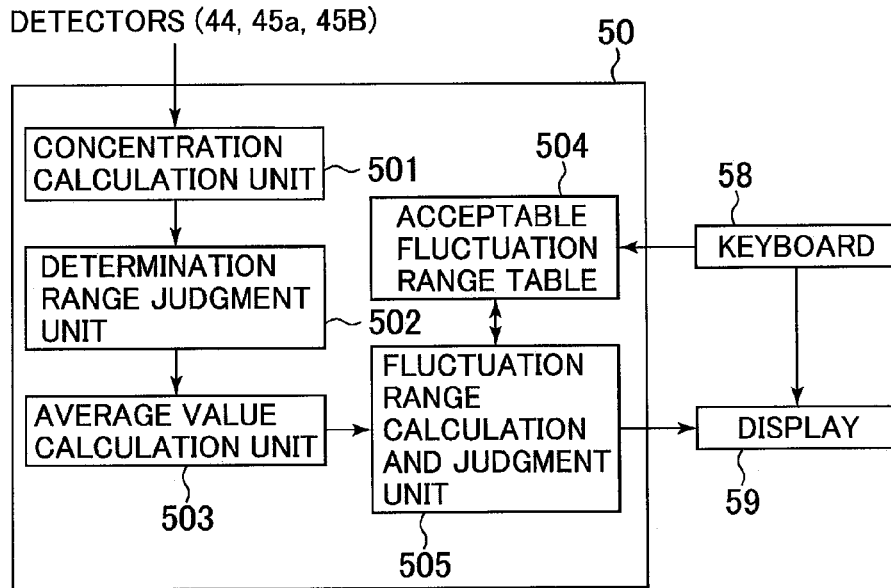 DETECTORS (44, 45a, 45B)
50
CONCENTRATION
CALCULATION UNIT
501
504
58
ACCEPTABLE
FLUCTUATION
RANGE TABLE
KEYBOARD
DETERMINATION
RANGE JUDGMENT
UNIT
502
FLUCTUATION
RANGE
CALCULATION
AND JUDGMENT
UNIT
AVERAGE VALUE
CALCULATION UNIT
DISPLAY
503
505
59